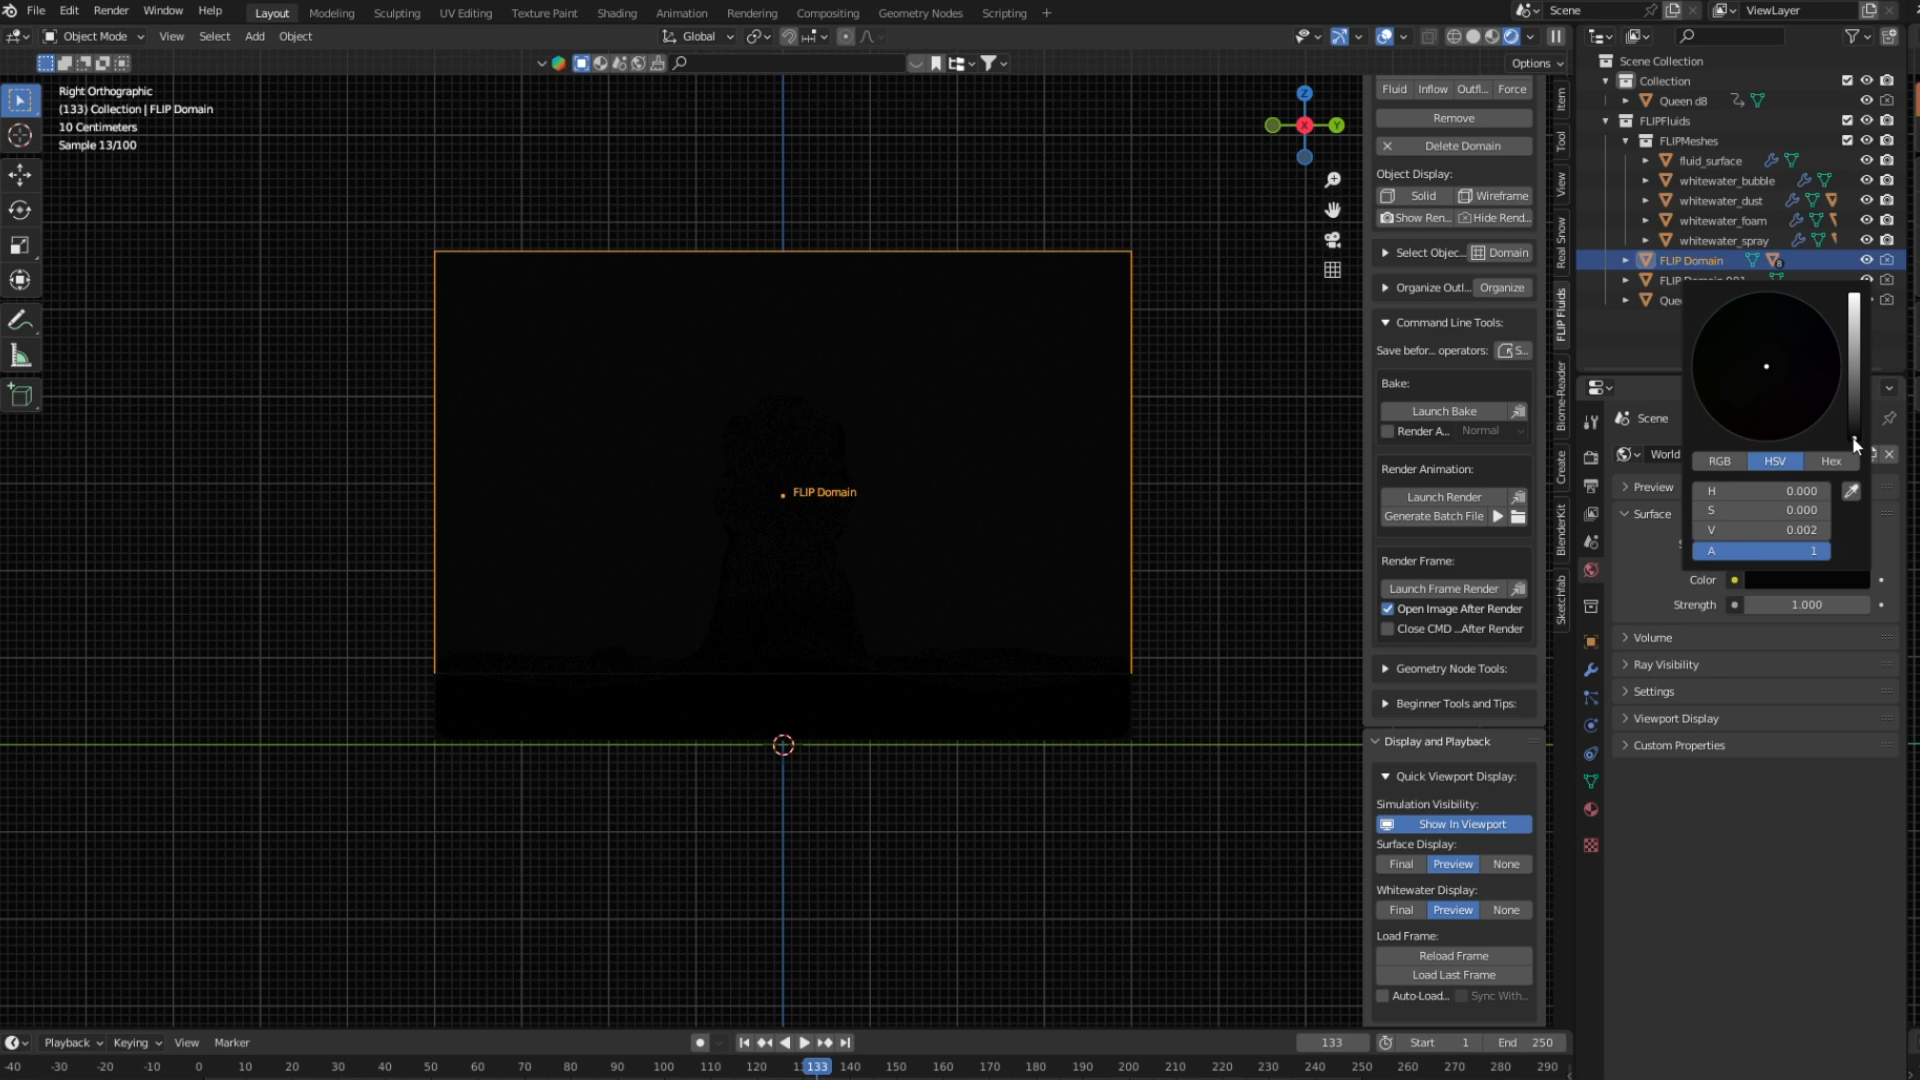 File Edit Render Window Help Layout Modeling Sculpting UV Editing Texture Paint Shading Animation Rendering Compositing Geometry Nodes Scripting + Scene ViewLayer
Object Mode View Select Add Object Global
Options
Right Orthographic
(133) Collection | FLIP Domain
10 Centimeters
Sample 13/100
Z
X
Y
FLIP Domain
Fluid Inflow Outfl... Force
Remove
Delete Domain
Object Display:
Solid Wireframe
Show Ren... Hide Rend...
Select Objec... Domain
Organize Outl... Organize
Command Line Tools:
Save befor... operators: S...
Bake:
Launch Bake
Render A... Normal
Render Animation:
Launch Render
Generate Batch File
Render Frame:
Launch Frame Render
Open Image After Render
Close CMD ...After Render
Geometry Node Tools:
Beginner Tools and Tips:
Display and Playback
Quick Viewport Display:
Simulation Visibility:
Show In Viewport
Surface Display:
Final Preview None
Whitewater Display:
Final Preview None
Load Frame:
Reload Frame
Load Last Frame
Auto-Load... Sync With...
Item
Tool
View
Real Snow
FLIP Fluids
Biome-Reader
Create
BlenderKit
Sketchfab
Scene Collection
Collection
Queen d8
FLIPFluids
FLIPMeshes
fluid_surface
whitewater_bubble
whitewater_dust
whitewater_foam
whitewater_spray
FLIP Domain 8
FLIP Domain.001
Que
Scene
World
RGB HSV Hex
H 0.000
S 0.000
V 0.002
A 1
Preview
Surface
Color
Strength 1.000
Volume
Ray Visibility
Settings
Viewport Display
Custom Properties
Playback Keying View Marker 133 Start 1 End 250
-40 -30 -20 -10 0 10 20 30 40 50 60 70 80 90 100 110 120 133 140 150 160 170 180 190 200 210 220 230 240 250 260 270 280 290